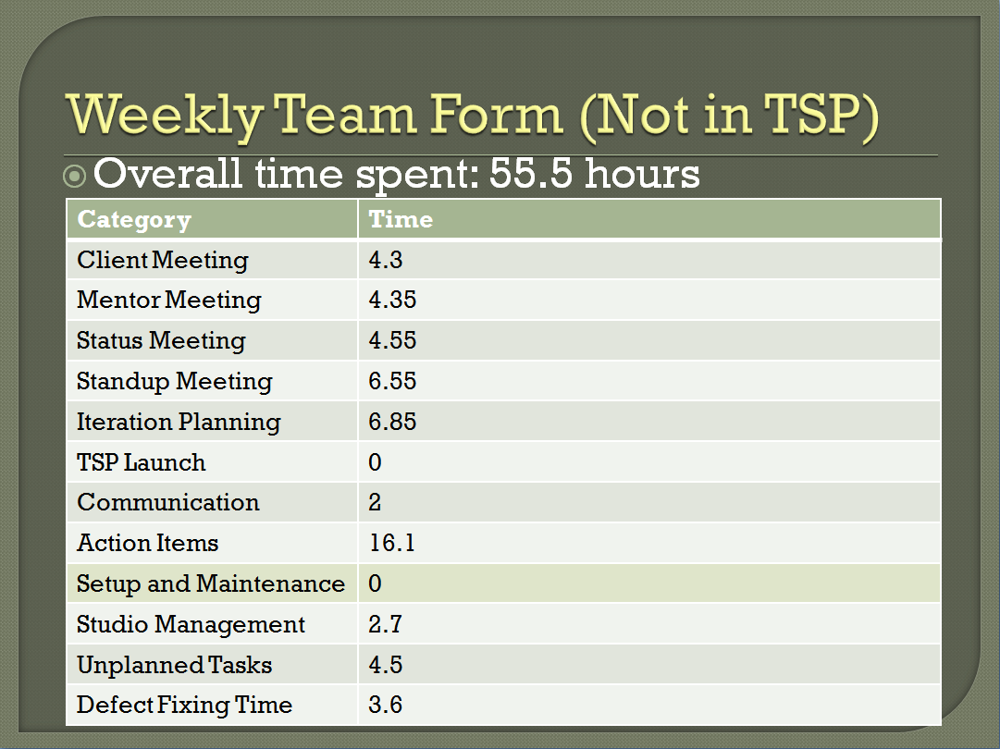 Weekly Team Form (Not in TSP)
Overall time spent: 55.5 hours
Category Time
Client Meeting 4.3
Mentor Meeting 4.35
Status Meeting 4.55
Standup Meeting 6.55
Iteration Planning 6.85
TSP Launch 0
Communication 2
Action Items 16.1
Setup and Maintenance 0
Studio Management 2.7
Unplanned Tasks 4.5
Defect Fixing Time 3.6